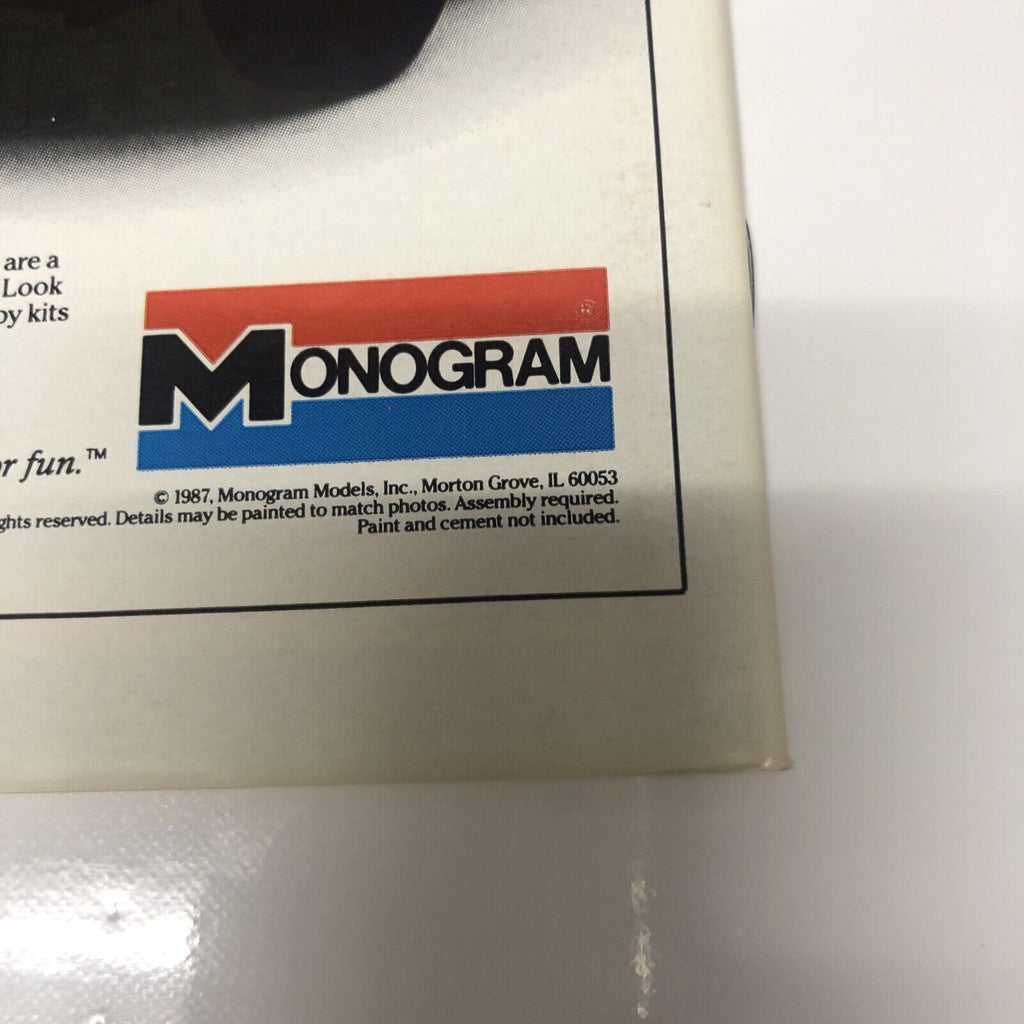 are a
Look
by kits
MONOGRAM
®
fun.™
© 1987, Monogram Models, Inc., Morton Grove, IL 60053
reserved. Details may be painted to match photos. Assembly required.
Paint and cement not included.